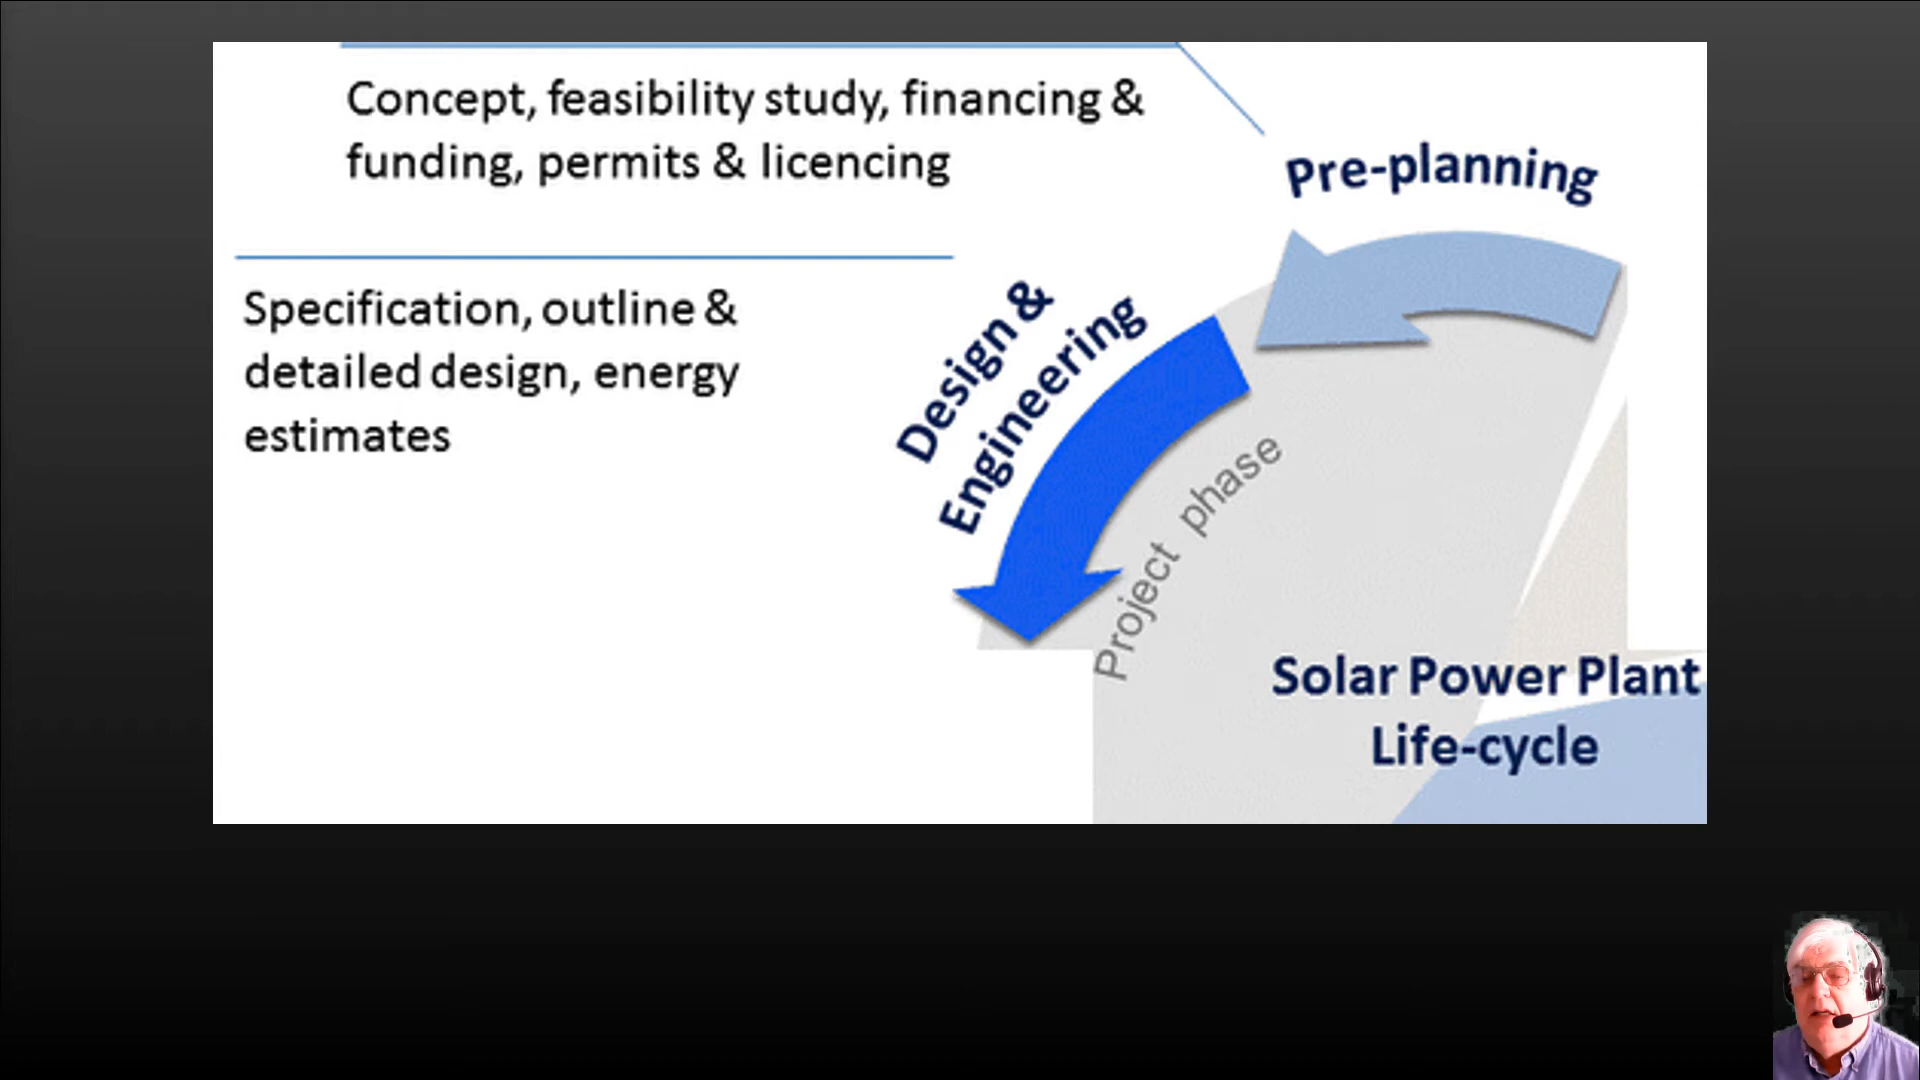 Concept, feasibility study, financing &
funding, permits & licencing
Pre-planning
Specification, outline &
detailed design, energy
estimates
Design &
Engineering
Project phase
Solar Power Plant
Life-cycle